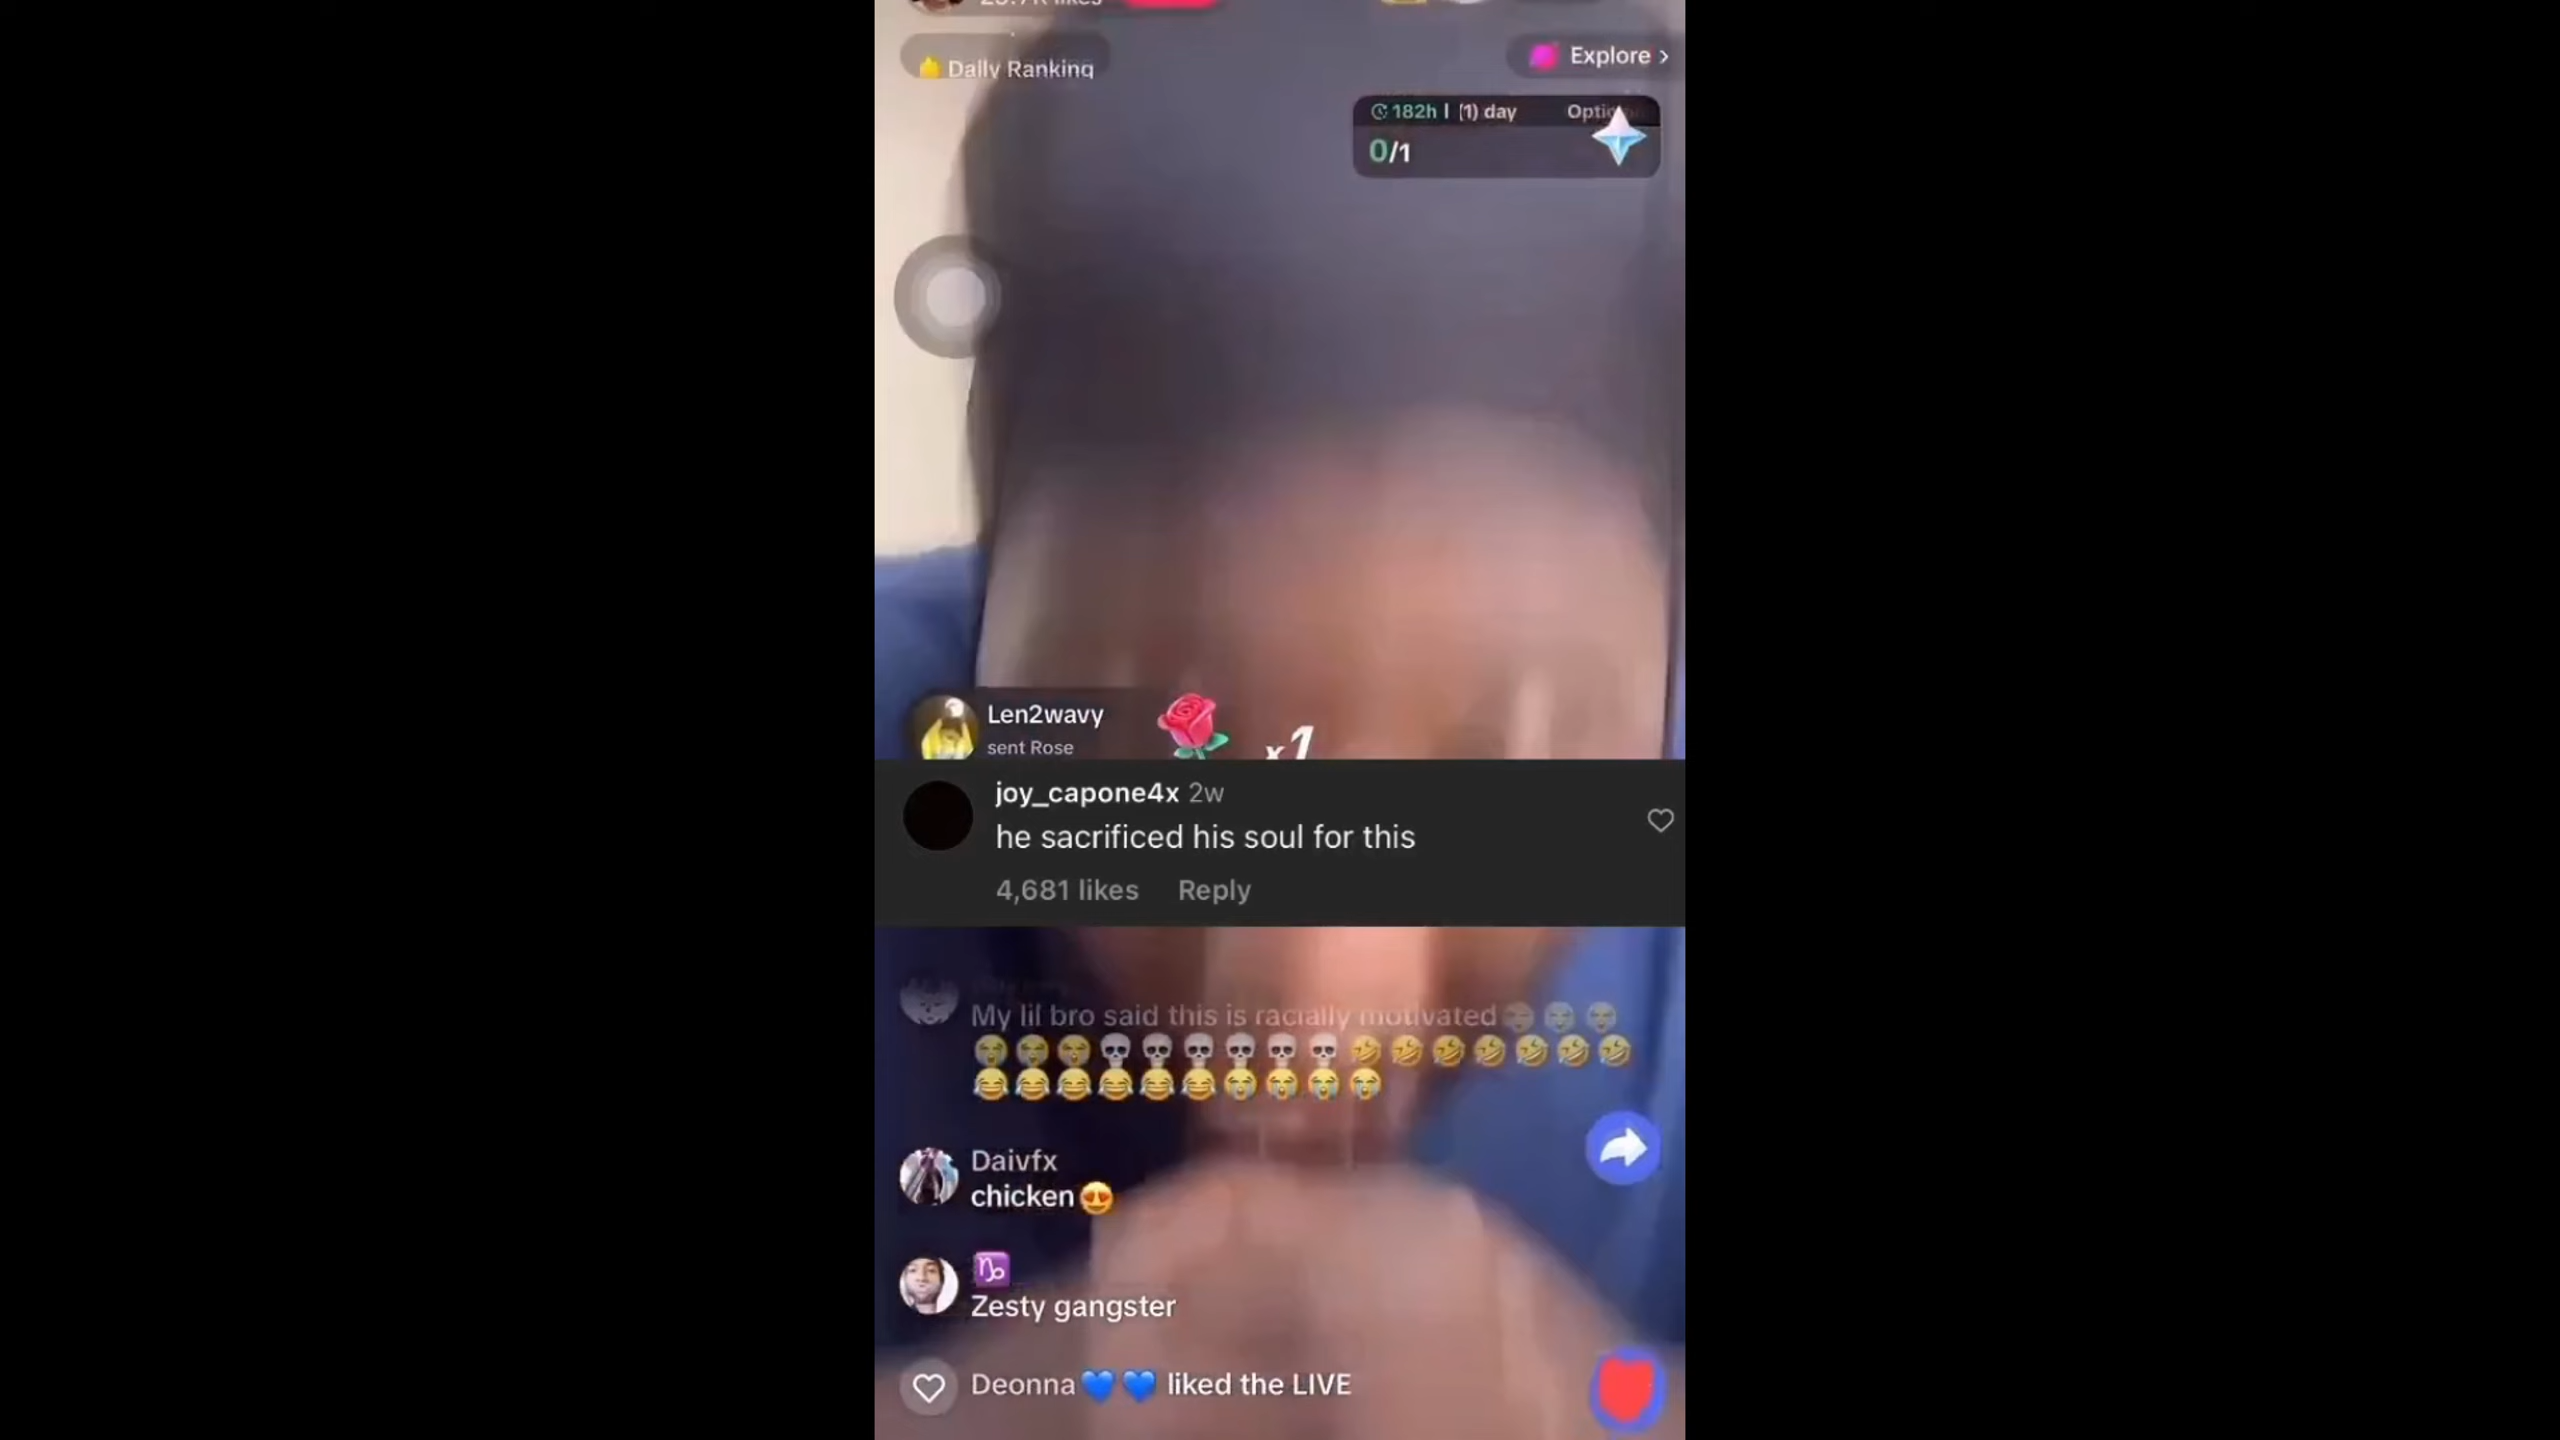 likes
Daily Ranking
Explore ›
182h | (1) day
0/1
Len2wavy
sent Rose
x1
joy_capone4x 2w
he sacrificed his soul for this
4,681 likes Reply
My lil bro said this is racially motivated
😭😭😭💀💀💀💀💀💀🤣🤣🤣🤣🤣🤣🤣
😂😂😂😂😂😂😭😭😭😭
Daivfx
chicken😍
♑
Zesty gangster
Deonna💙💙 liked the LIVE